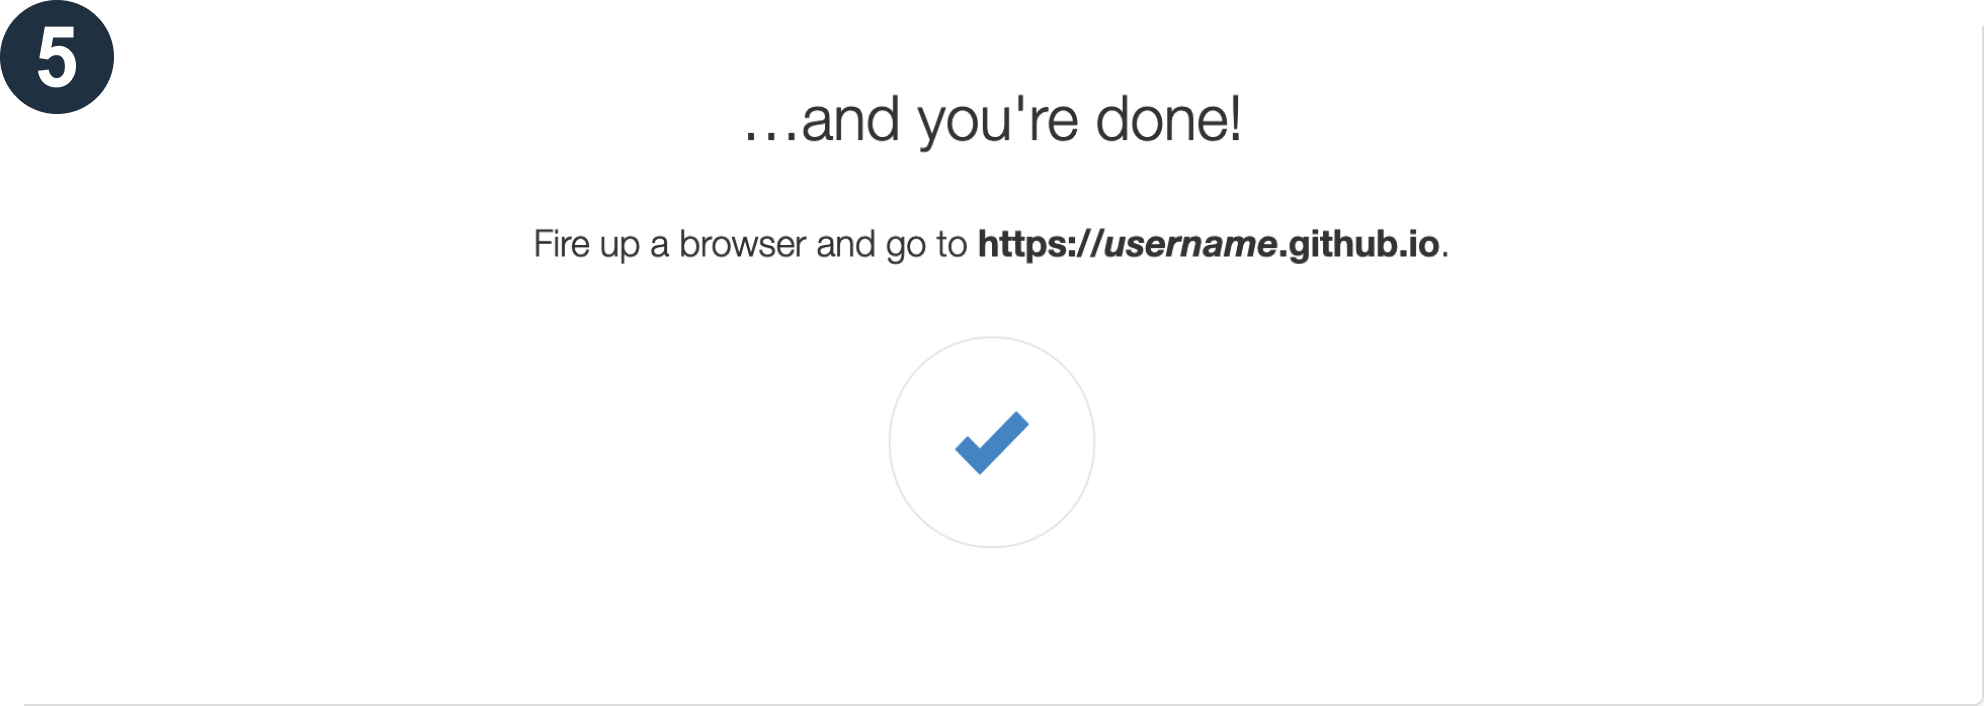 5
…and you're done!
Fire up a browser and go to https://username.github.io.